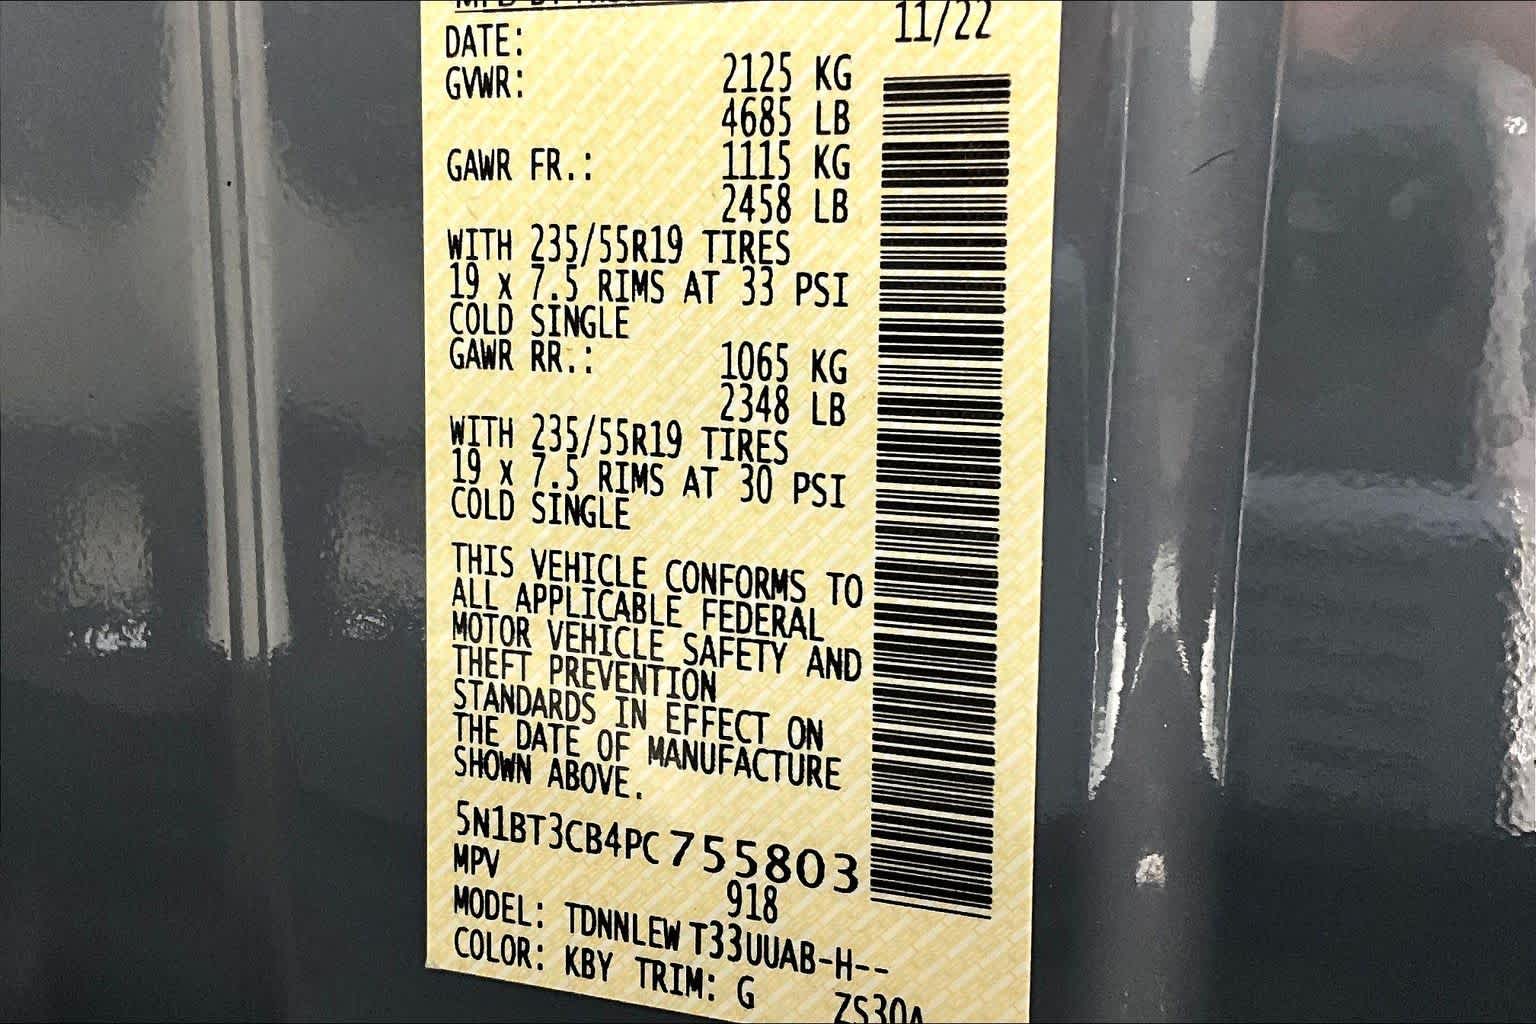 11/22
DATE:
GVWR: 2125 KG
4685 LB
GAWR FR.: 1115 KG
2458 LB
WITH 235/55R19 TIRES
19 x 7.5 RIMS AT 33 PSI
COLD SINGLE
GAWR RR.: 1065 KG
2348 LB
WITH 235/55R19 TIRES
19 x 7.5 RIMS AT 30 PSI
COLD SINGLE
THIS VEHICLE CONFORMS TO
ALL APPLICABLE FEDERAL
MOTOR VEHICLE SAFETY AND
THEFT PREVENTION
STANDARDS IN EFFECT ON
THE DATE OF MANUFACTURE
SHOWN ABOVE.
5N1BT3CB4PC755803
MPV 918
MODEL: TDNNLEW T33UUAB-H--
COLOR: KBY TRIM: G ZS30A